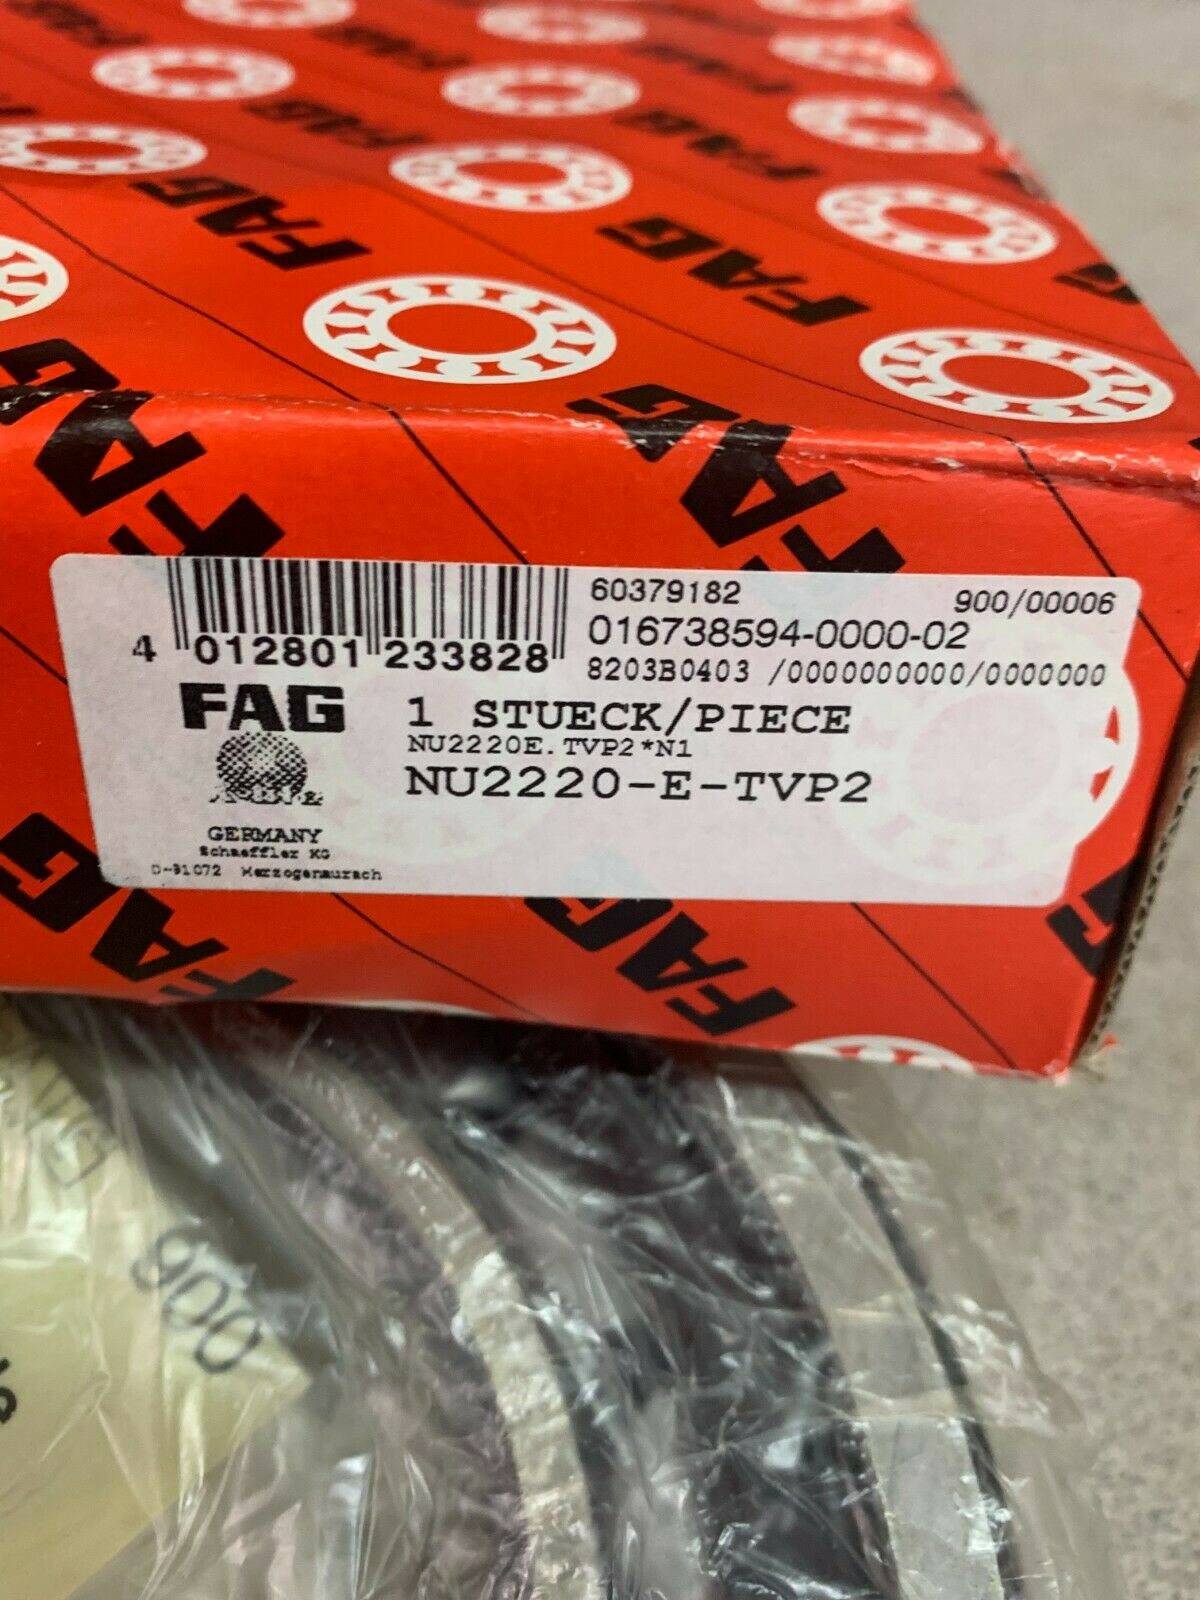 FAG FAG FAG
FAG FAG
FAG FAG
60379182 900/00006
016738594-0000-02
8203B0403 /0000000000/0000000
4 012801 233828
FAG
1 STUECK/PIECE
NU2220E.TVP2*N1
NU2220-E-TVP2
GERMANY
Schaeffler KG
D-91072 Herzogenaurach
FAG FAG
000